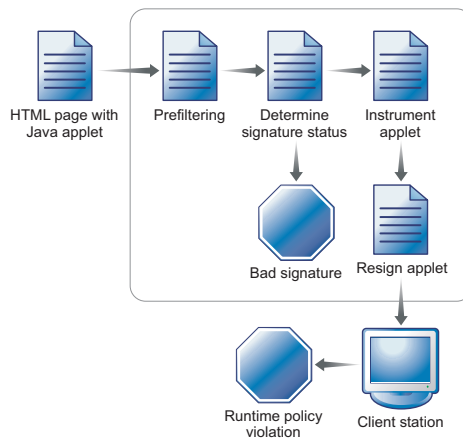 HTML page with
Java applet
Prefiltering
Determine
signature status
Instrument
applet
Bad signature
Resign applet
Runtime policy
violation
Client station